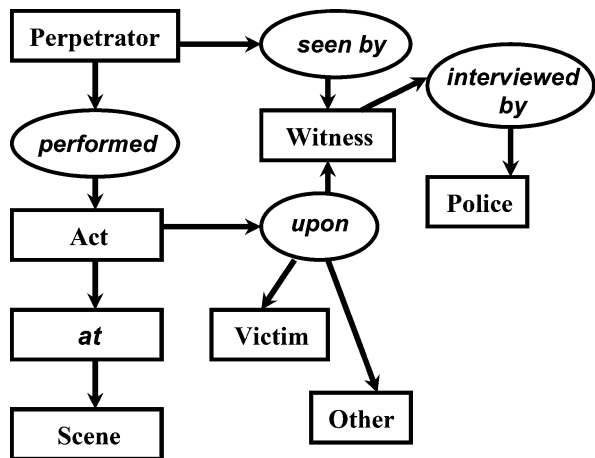 Perpetrator
seen by
interviewed
by
performed
Witness
Police
Act
upon
at
Victim
Other
Scene